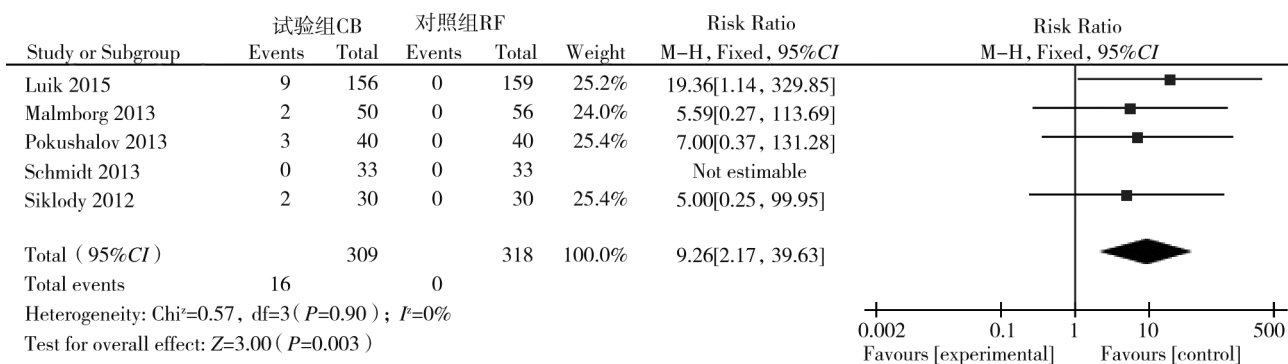 试验组CB 对照组RF Risk Ratio Risk Ratio
Study or Subgroup Events Total Events Total Weight M-H, Fixed, 95%CI M-H, Fixed, 95%CI
Luik 2015 9 156 0 159 25.2% 19.36[1.14, 329.85]
Malmborg 2013 2 50 0 56 24.0% 5.59[0.27, 113.69]
Pokushalov 2013 3 40 0 40 25.4% 7.00[0.37, 131.28]
Schmidt 2013 0 33 0 33 Not estimable
Siklody 2012 2 30 0 30 25.4% 5.00[0.25, 99.95]
Total (95%CI) 309 318 100.0% 9.26[2.17, 39.63]
Total events 16 0
Heterogeneity: Chi²=0.57, df=3(P=0.90); I²=0%
Test for overall effect: Z=3.00(P=0.003)
0.002 0.1 1 10 500
Favours [experimental] Favours [control]